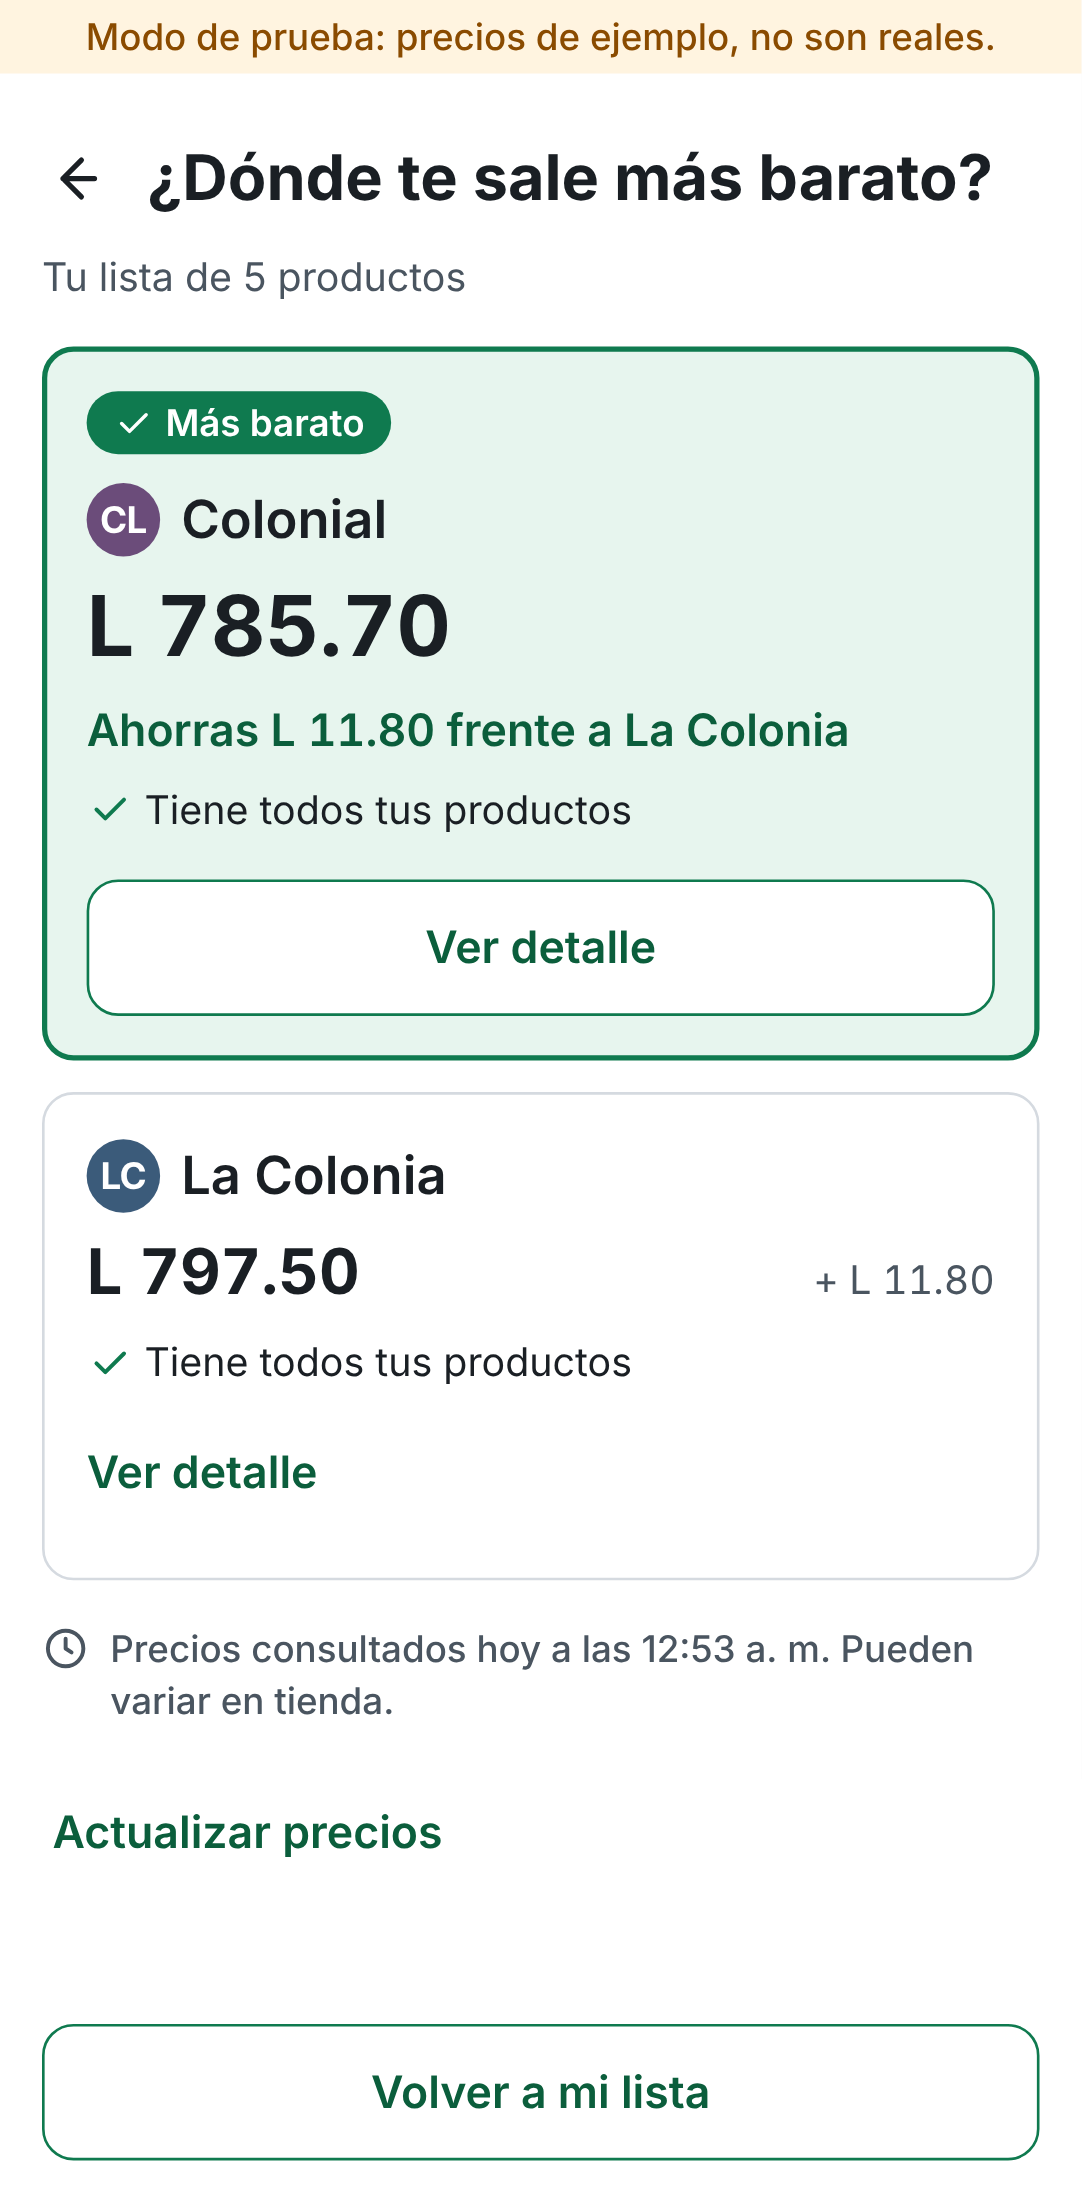 Modo de prueba: precios de ejemplo, no son reales.
¿Dónde te sale más barato?
Tu lista de 5 productos
Más barato
CL Colonial
L 785.70
Ahorras L 11.80 frente a La Colonia
Tiene todos tus productos
Ver detalle
LC La Colonia
L 797.50 + L 11.80
Tiene todos tus productos
Ver detalle
Precios consultados hoy a las 12:53 a. m. Pueden
variar en tienda.
Actualizar precios
Volver a mi lista